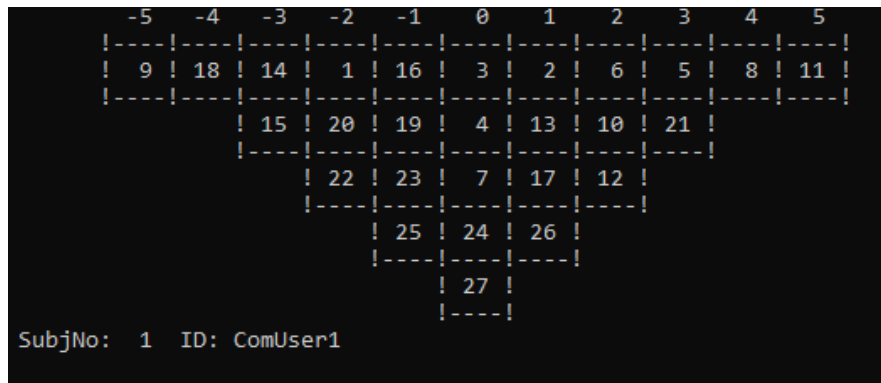 -5 -4 -3 -2 -1 0 1 2 3 4 5
!----!----!----!----!----!----!----!----!----!----!----!
! 9 ! 18 ! 14 ! 1 ! 16 ! 3 ! 2 ! 6 ! 5 ! 8 ! 11 !
!----!----!----!----!----!----!----!----!----!----!----!
! 15 ! 20 ! 19 ! 4 ! 13 ! 10 ! 21 !
!----!----!----!----!----!----!----!
! 22 ! 23 ! 7 ! 17 ! 12 !
!----!----!----!----!----!
! 25 ! 24 ! 26 !
!----!----!----!
! 27 !
!----!
SubjNo: 1 ID: ComUser1